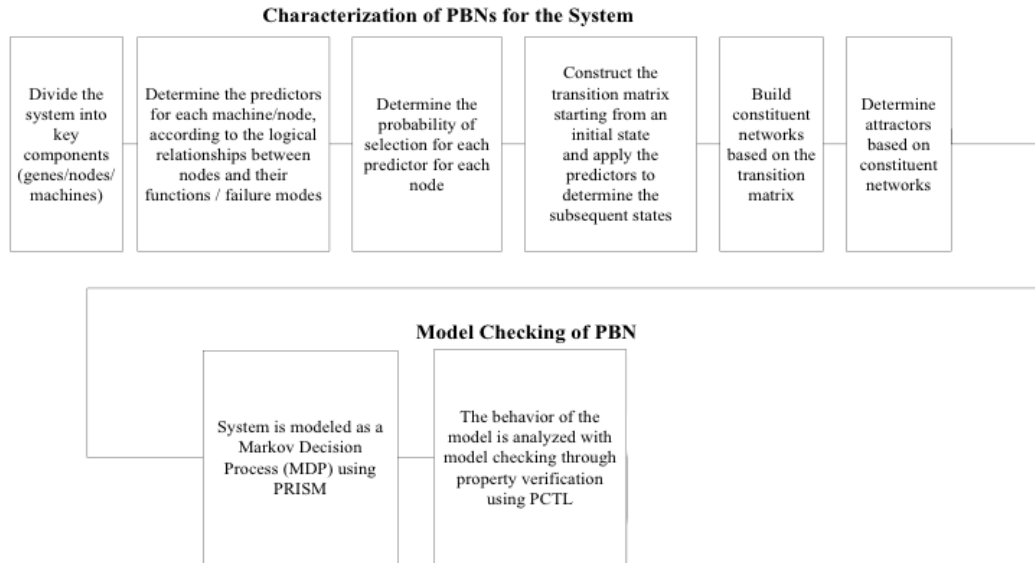 Characterization of PBNs for the System
Divide the
system into
key
components
(genes/nodes/
machines)
Determine the predictors
for each machine/node,
according to the logical
relationships between
nodes and their
functions / failure modes
Determine the
probability of
selection for each
predictor for each
node
Construct the
transition matrix
starting from an
initial state
and apply the
predictors to
determine the
subsequent states
Build
constituent
networks
based on the
transition
matrix
Determine
attractors
based on
constituent
networks
Model Checking of PBN
System is modeled as a
Markov Decision
Process (MDP) using
PRISM
The behavior of the
model is analyzed with
model checking through
property verification
using PCTL